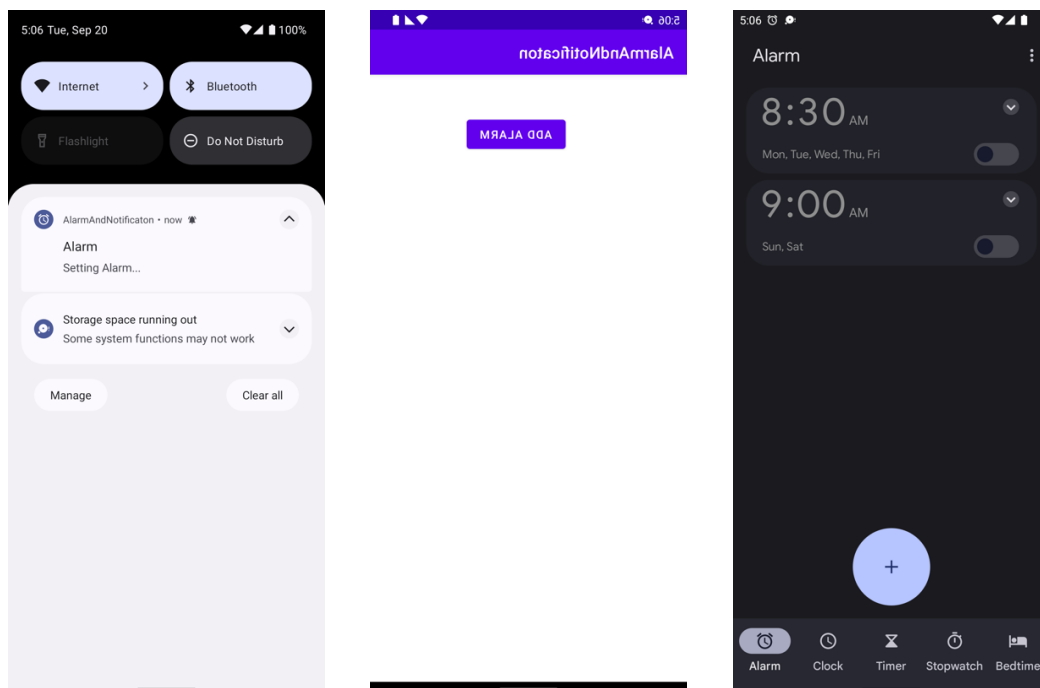 5:06 Tue, Sep 20
100%
Internet
Bluetooth
Flashlight
Do Not Disturb
AlarmAndNotificaton • now
Alarm
Setting Alarm...
Storage space running out
Some system functions may not work
Manage
Clear all
5:06
AlarmAndNotificaton
ADD ALARM
5:06
Alarm
8:30 AM
Mon, Tue, Wed, Thu, Fri
9:00 AM
Sun, Sat
+
Alarm
Clock
Timer
Stopwatch
Bedtime